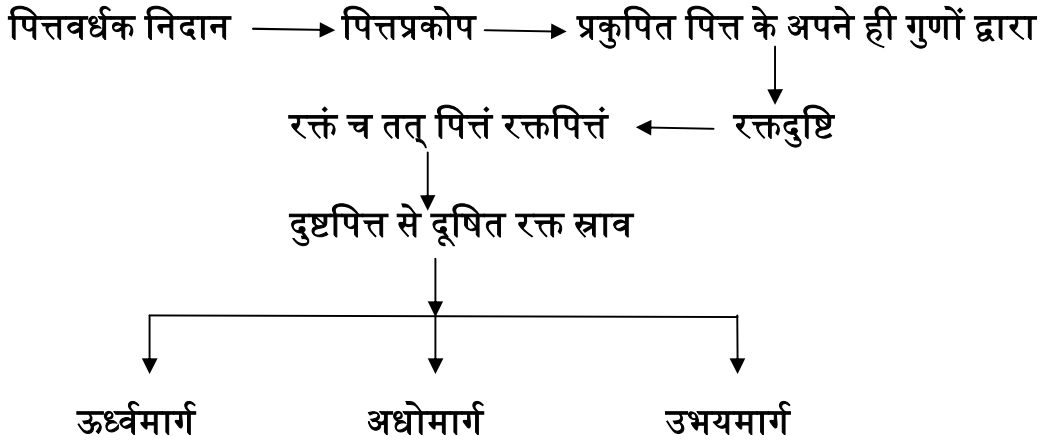 पित्तवर्धक निदान पित्तप्रकोप प्रकुपित पित्त के अपने ही गुणों द्वारा
रक्तं च तत् पित्तं रक्तपित्तं रक्तदुष्टि
दुष्टपित्त से दूषित रक्त स्राव
ऊर्ध्वमार्ग अधोमार्ग उभयमार्ग